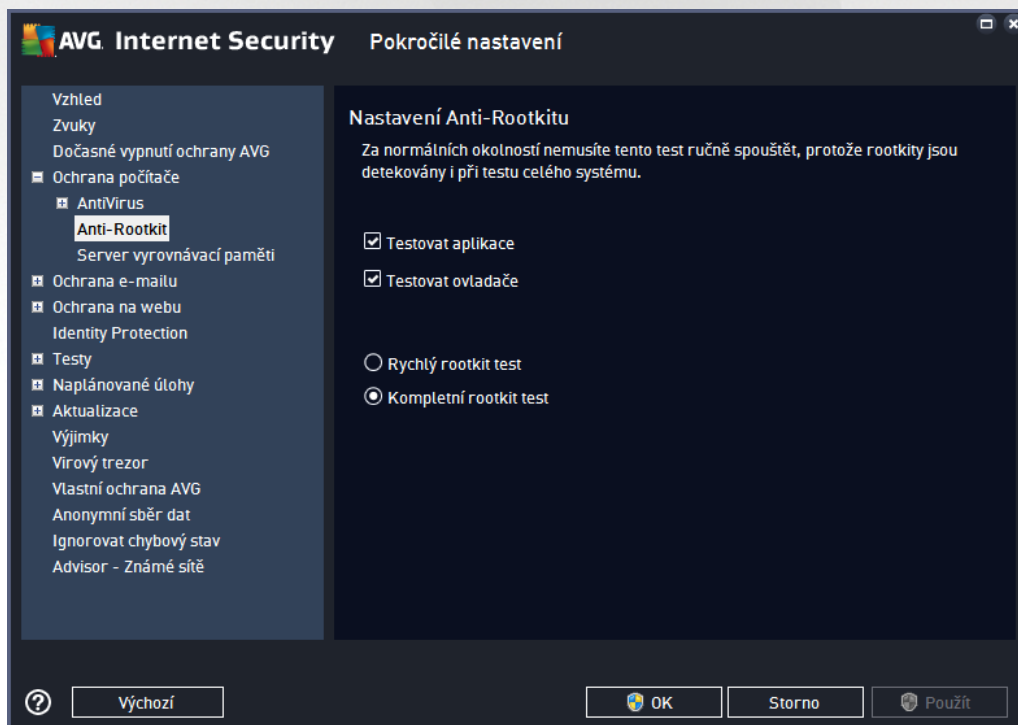 AVG. Internet Security Pokročilé nastavení
Vzhled
Zvuky
Dočasné vypnutí ochrany AVG
Ochrana počítače
AntiVirus
Anti-Rootkit
Server vyrovnávací paměti
Ochrana e-mailu
Ochrana na webu
Identity Protection
Testy
Naplánované úlohy
Aktualizace
Výjimky
Virový trezor
Vlastní ochrana AVG
Anonymní sběr dat
Ignorovat chybový stav
Advisor - Známé sítě
Nastavení Anti-Rootkitu
Za normálních okolností nemusíte tento test ručně spouštět, protože rootkity jsou
detekovány i při testu celého systému.
Testovat aplikace
Testovat ovladače
Rychlý rootkit test
Kompletní rootkit test
Výchozí
OK
Storno
Použít